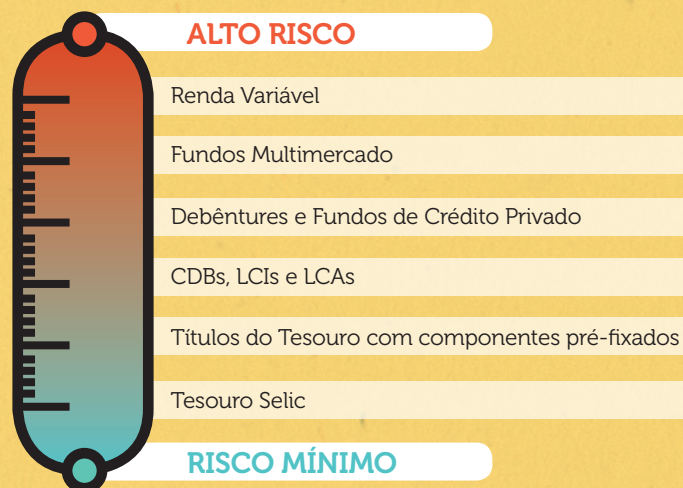 ALTO RISCO
Renda Variável
Fundos Multimercado
Debêntures e Fundos de Crédito Privado
CDBs, LCIs e LCAs
Títulos do Tesouro com componentes pré-fixados
Tesouro Selic
RISCO MÍNIMO